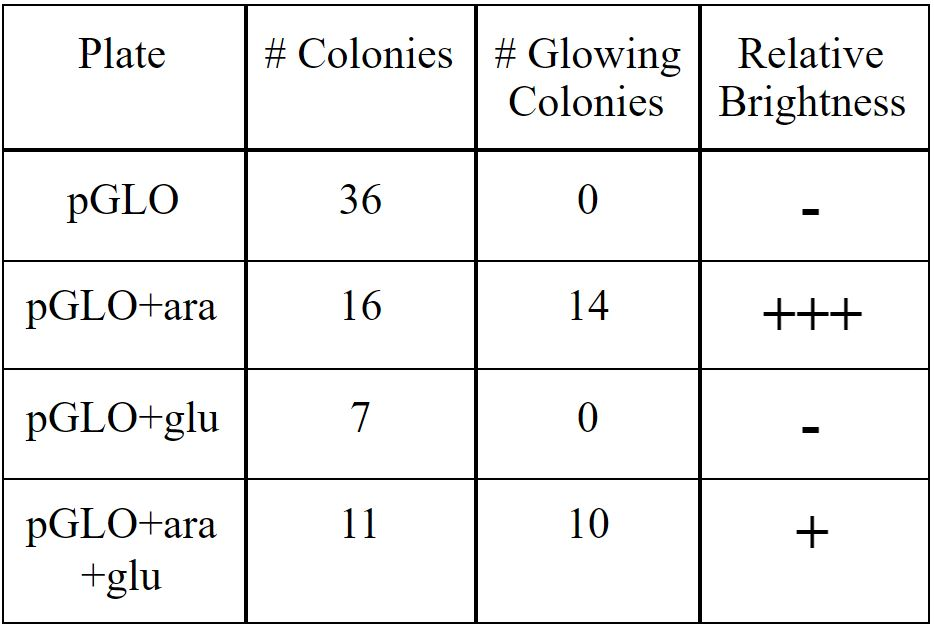 Plate # Colonies # Glowing Colonies Relative Brightness
pGLO 36 0 -
pGLO+ara 16 14 +++
pGLO+glu 7 0 -
pGLO+ara +glu 11 10 +